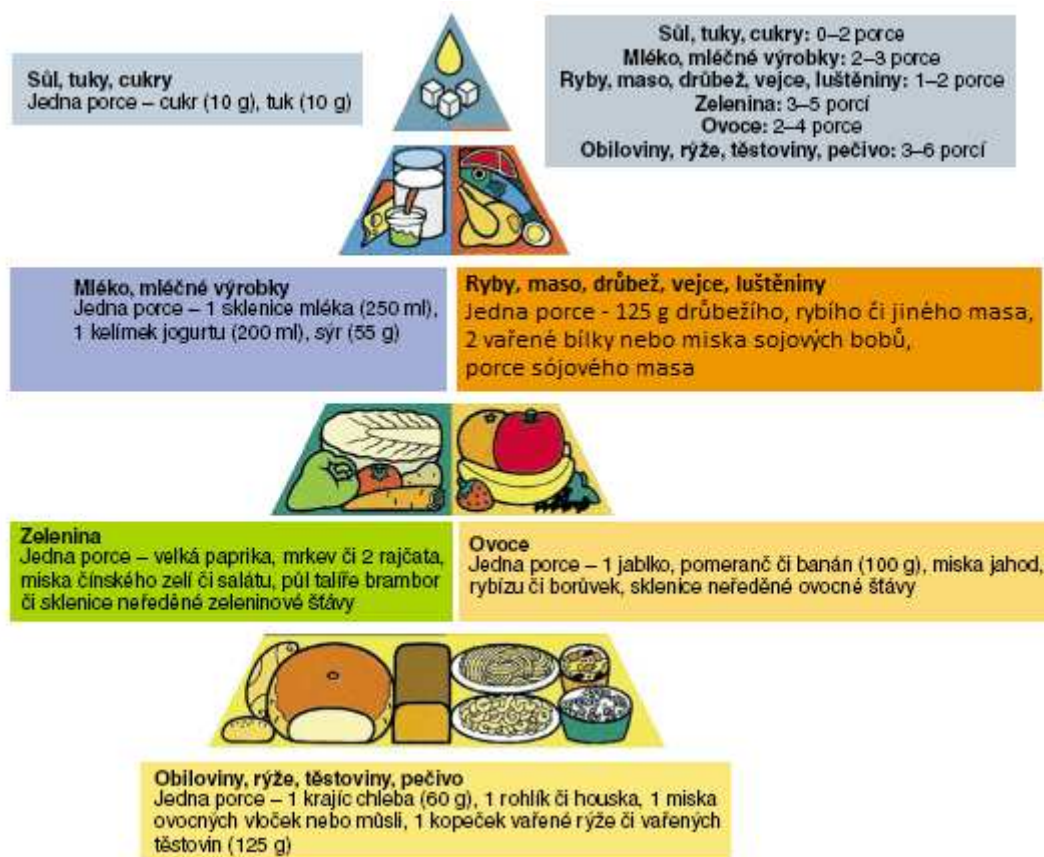 Sůl, tuky, cukry
Jedna porce – cukr (10 g), tuk (10 g)
Sůl, tuky, cukry: 0–2 porce
Mléko, mléčné výrobky: 2–3 porce
Ryby, maso, drůbež, vejce, luštěniny: 1–2 porce
Zelenina: 3–5 porcí
Ovoce: 2–4 porce
Obiloviny, rýže, těstoviny, pečivo: 3–6 porcí
Mléko, mléčné výrobky
Jedna porce – 1 sklenice mléka (250 ml),
1 kelímek jogurtu (200 ml), sýr (55 g)
Ryby, maso, drůbež, vejce, luštěniny
Jedna porce - 125 g drůbežího, rybího či jiného masa,
2 vařené bílky nebo miska sojových bobů,
porce sójového masa
Zelenina
Jedna porce – velká paprika, mrkev či 2 rajčata,
miska čínského zelí či salátu, půl talíře brambor
či sklenice neředěné zeleninové šťávy
Ovoce
Jedna porce – 1 jablko, pomeranč či banán (100 g), miska jahod,
rybízu či borůvek, sklenice neředěné ovocné šťávy
Obiloviny, rýže, těstoviny, pečivo
Jedna porce – 1 krajíc chleba (60 g), 1 rohlík či houska, 1 miska
ovocných vloček nebo müsli, 1 kopeček vařené rýže či vařených
těstovin (125 g)